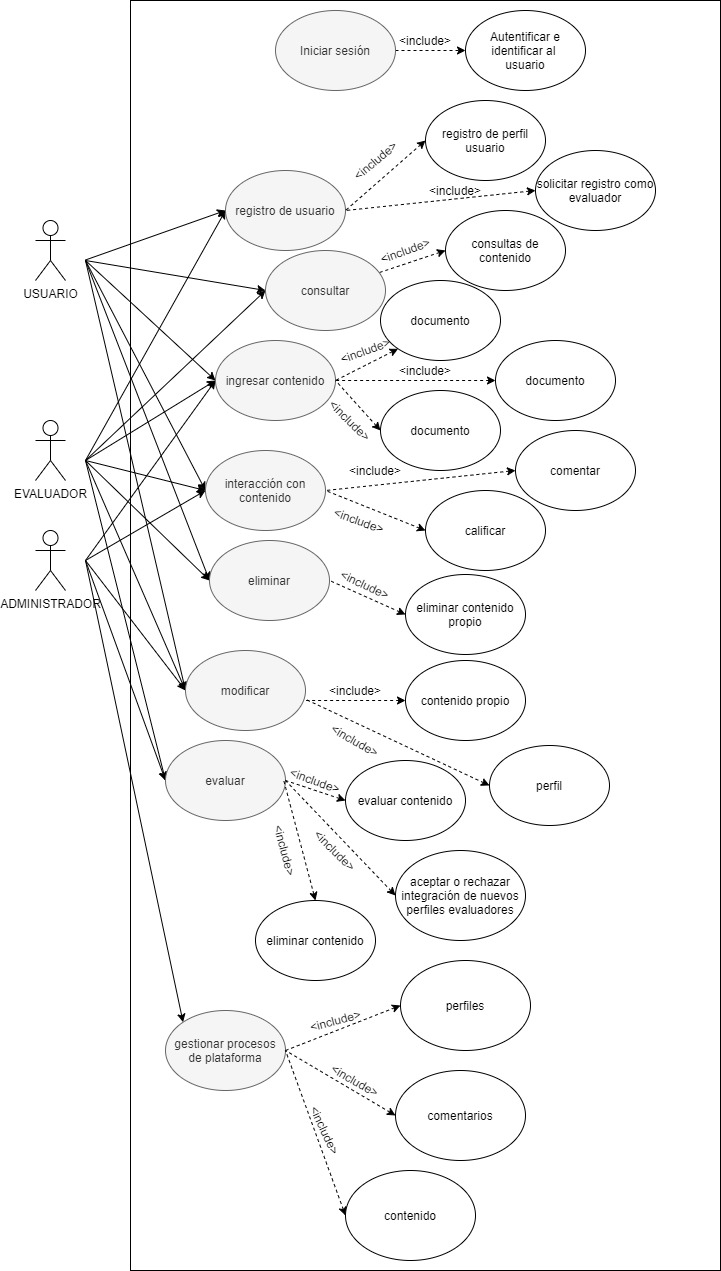 Iniciar sesión
<include>
Autentificar e
identificar al
usuario
<include>
registro de perfil
usuario
registro de usuario
<include>
solicitar registro como
evaluador
USUARIO
consultar
<include>
consultas de
contenido
ingresar contenido
<include>
documento
<include>
documento
<include>
documento
EVALUADOR
interacción con
contenido
<include>
comentar
<include>
calificar
ADMINISTRADOR
eliminar
<include>
eliminar contenido
propio
modificar
<include>
contenido propio
<include>
perfil
evaluar
<include>
evaluar contenido
<include>
aceptar o rechazar
integración de nuevos
perfiles evaluadores
<include>
eliminar contenido
gestionar procesos
de plataforma
<include>
perfiles
<include>
comentarios
<include>
contenido